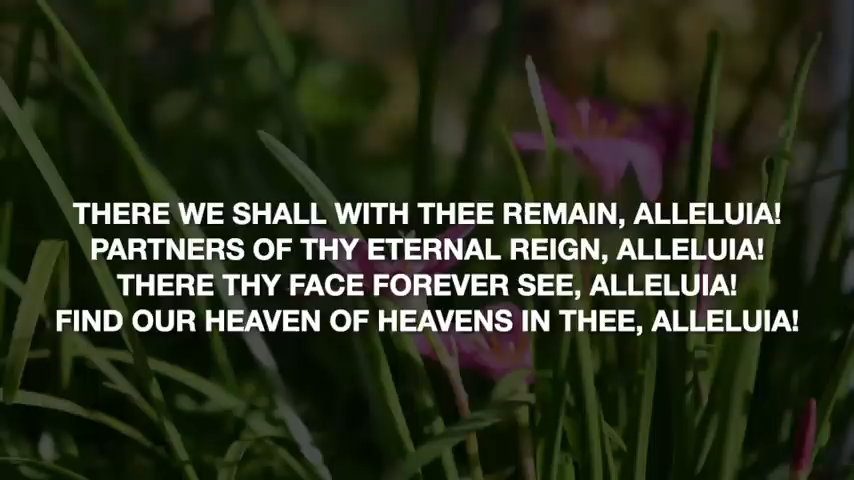 THERE WE SHALL WITH THEE REMAIN, ALLELUIA!
PARTNERS OF THY ETERNAL REIGN, ALLELUIA!
THERE THY FACE FOREVER SEE, ALLELUIA!
FIND OUR HEAVEN OF HEAVENS IN THEE, ALLELUIA!